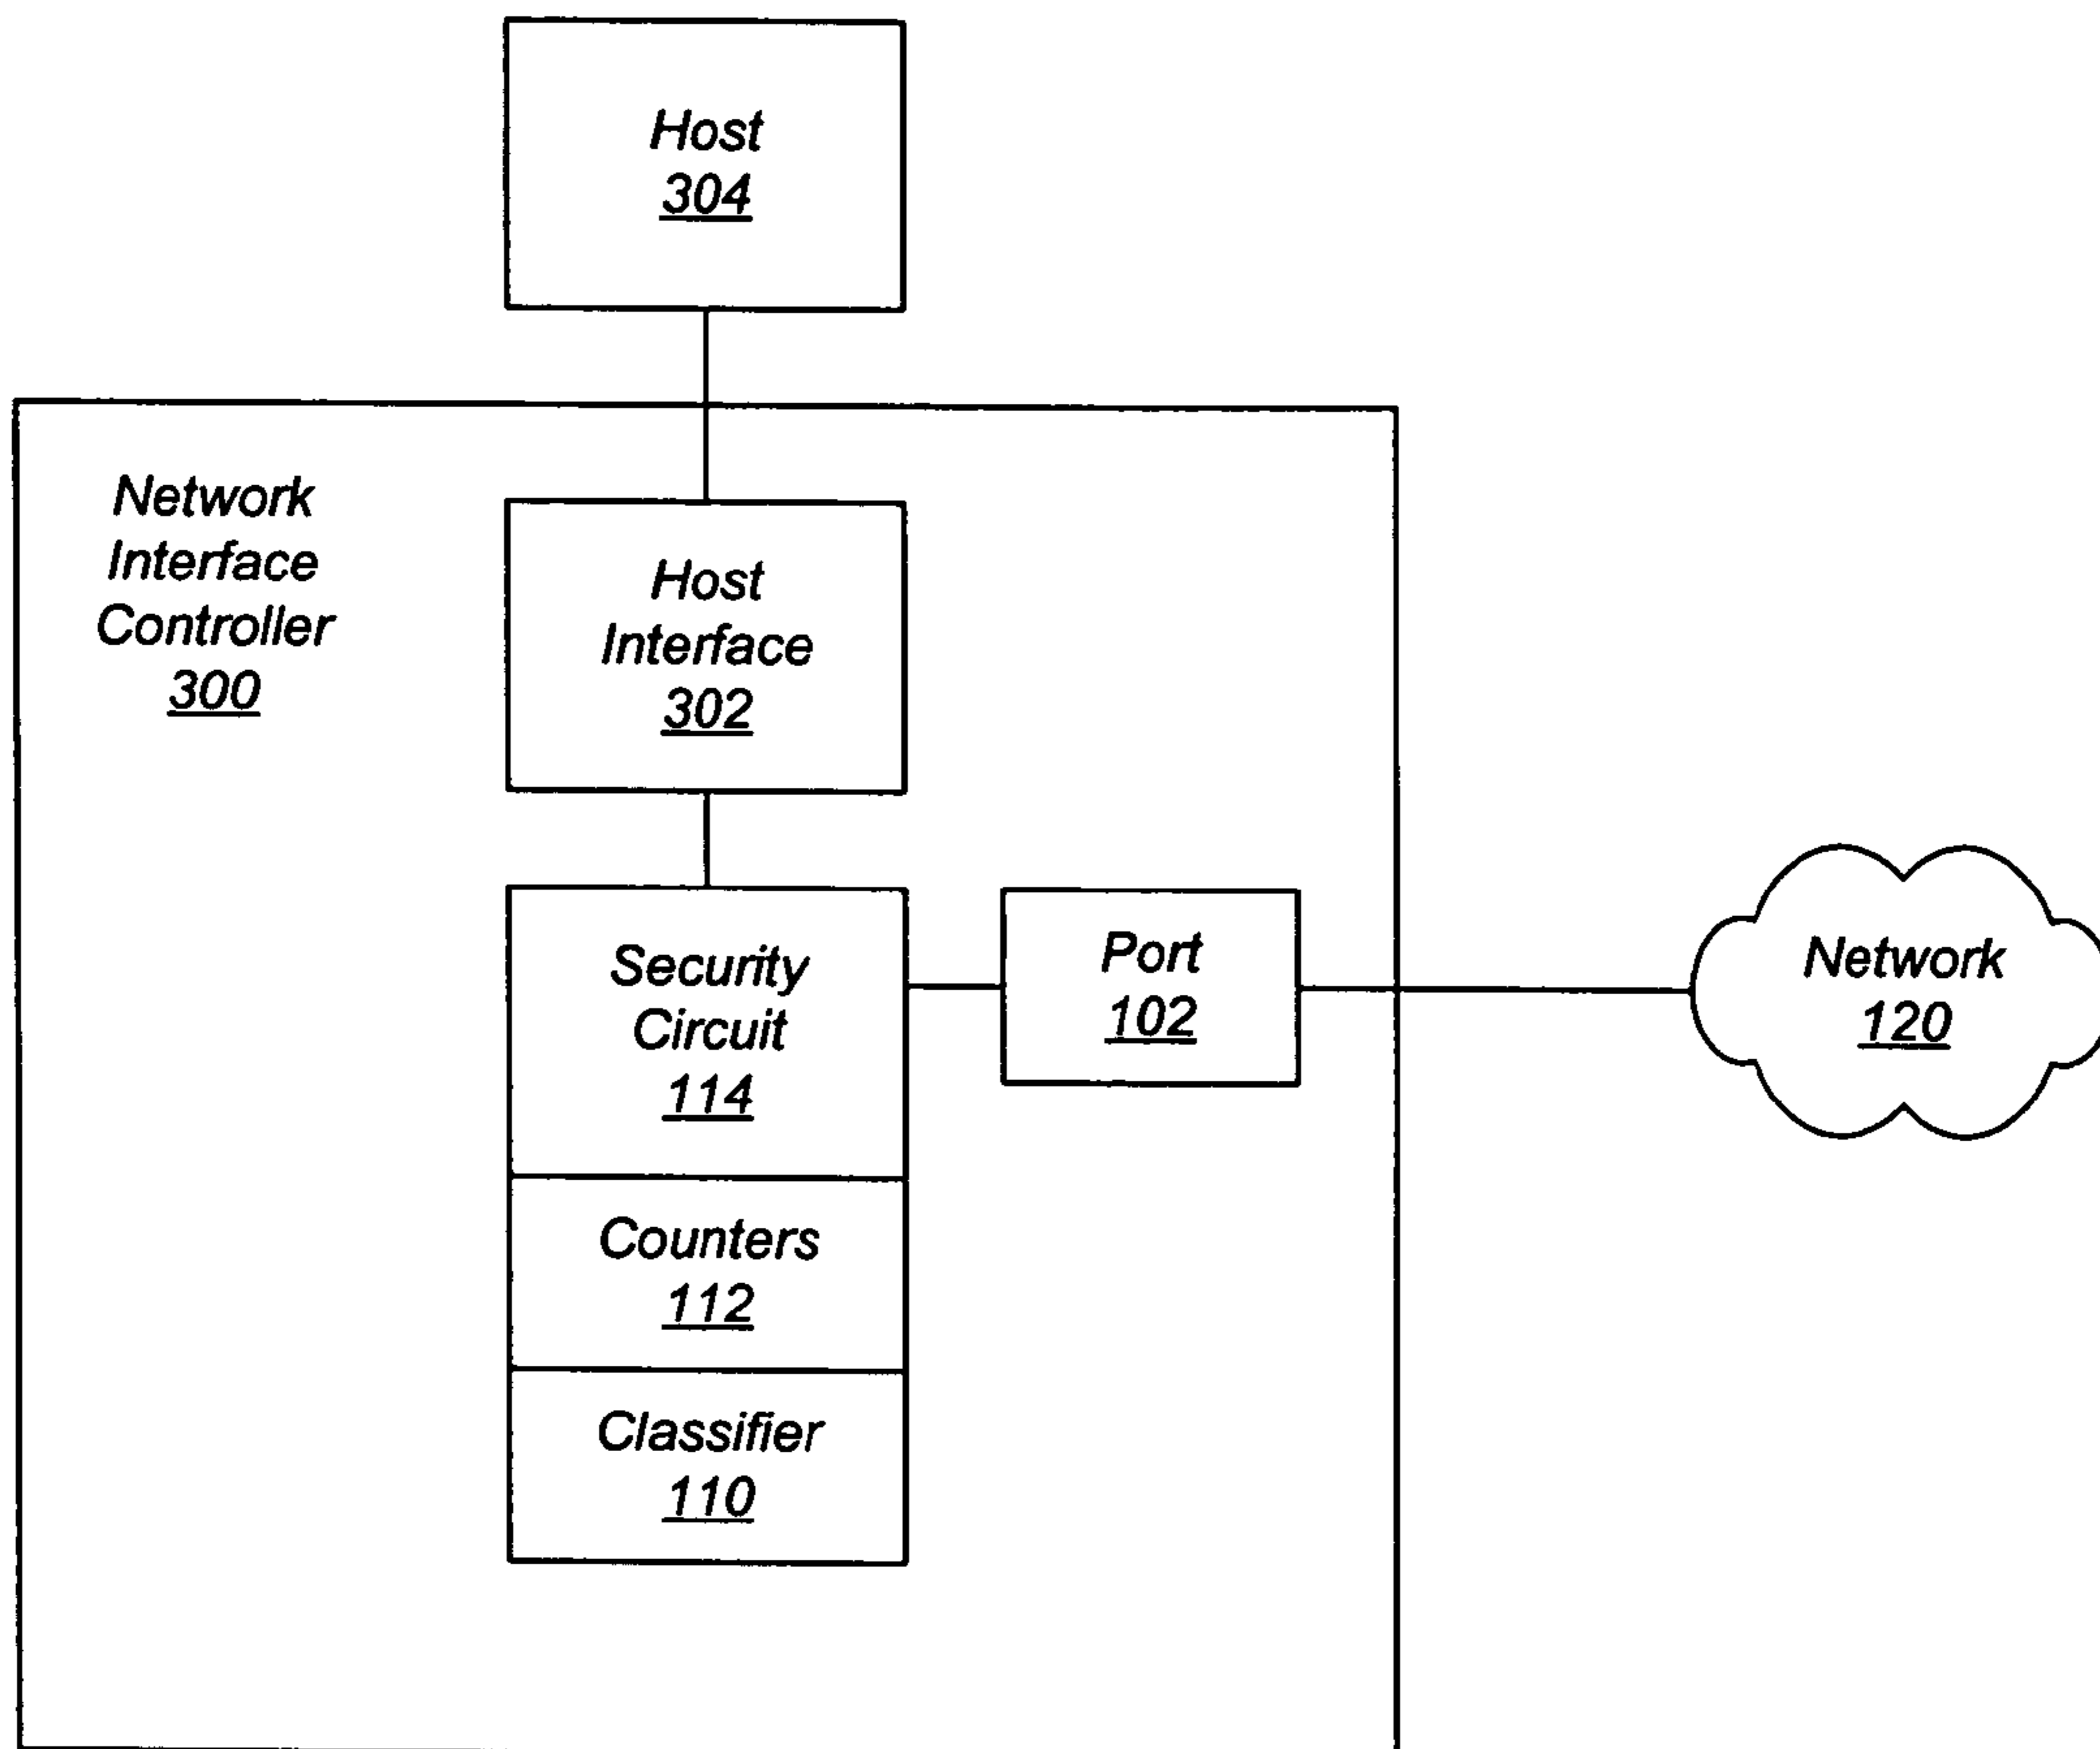 Host
304
Network
Interface
Controller
300
Host
Interface
302
Security
Circuit
114
Port
102
Network
120
Counters
112
Classifier
110